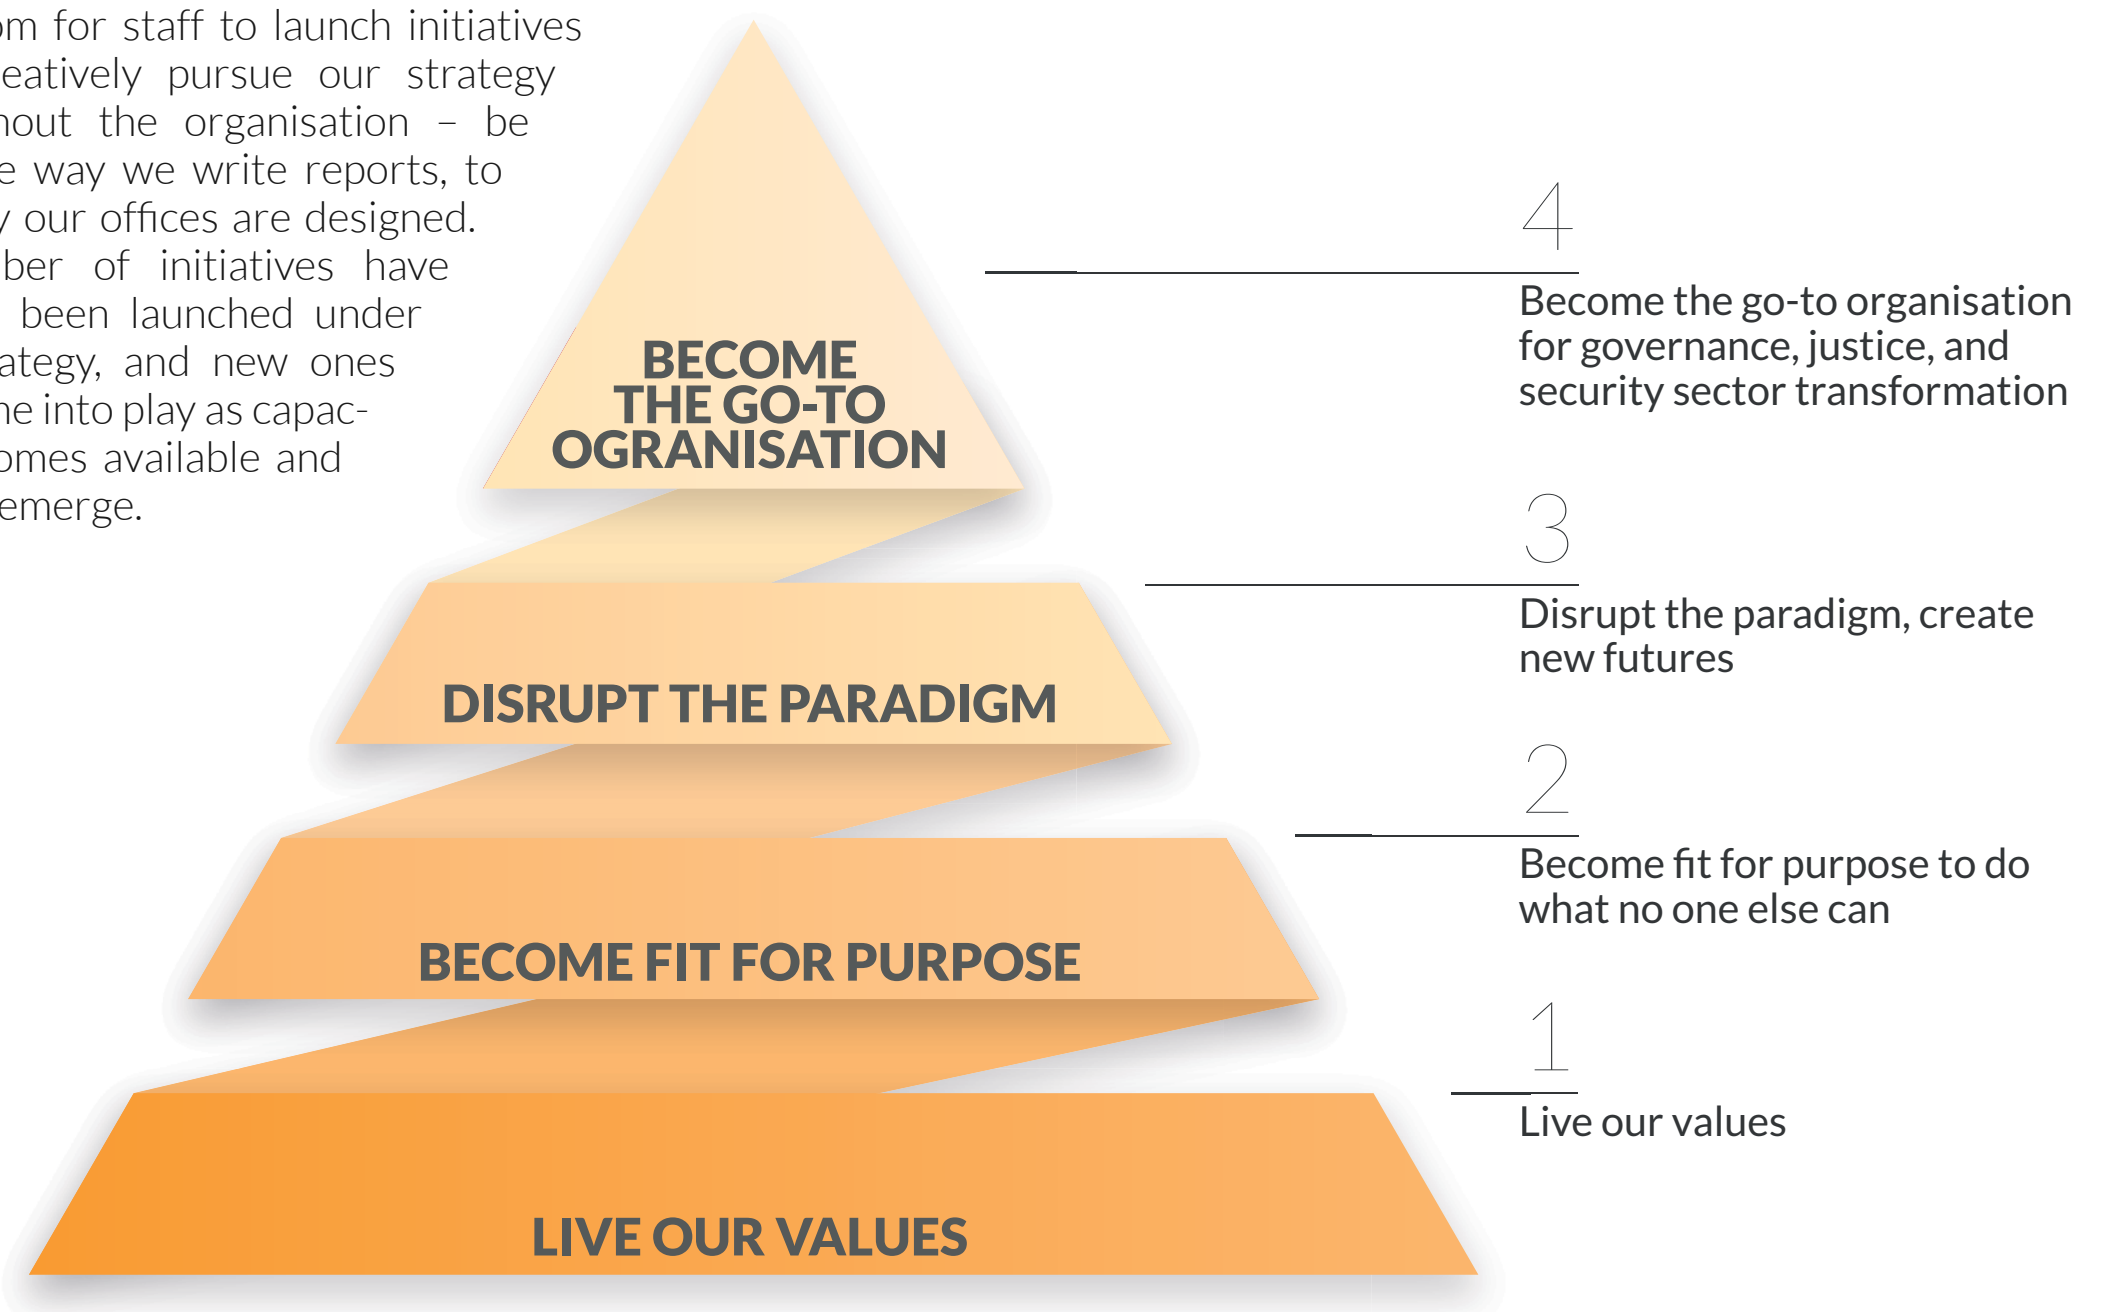 om for staff to launch initiatives
eatively pursue our strategy
hout the organisation – be
e way we write reports, to
y our offices are designed.
ber of initiatives have
been launched under
ategy, and new ones
ne into play as capac-
omes available and
emerge.
BECOME
THE GO-TO
OGRANISATION
DISRUPT THE PARADIGM
BECOME FIT FOR PURPOSE
LIVE OUR VALUES
4
Become the go-to organisation
for governance, justice, and
security sector transformation
3
Disrupt the paradigm, create
new futures
2
Become fit for purpose to do
what no one else can
1
Live our values